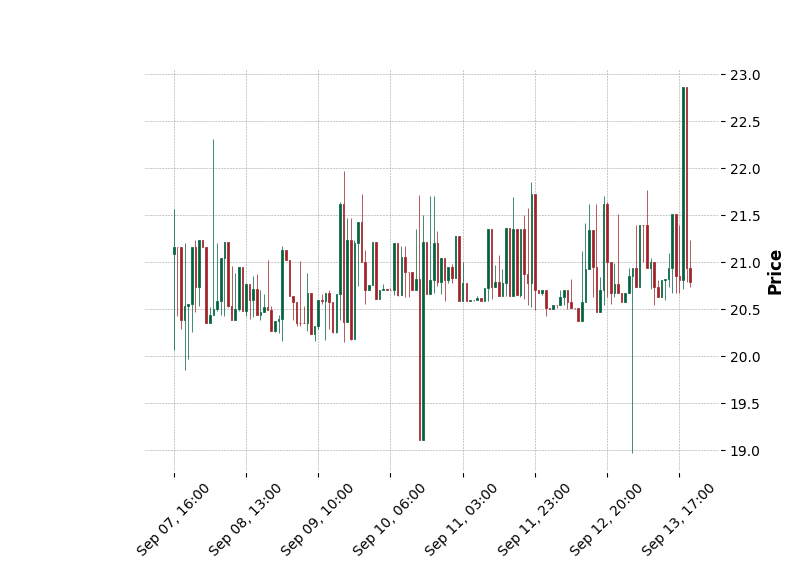 23.0
22.5
22.0
21.5
21.0
20.5
20.0
19.5
19.0
Price
Sep 07, 16:00
Sep 08, 13:00
Sep 09, 10:00
Sep 10, 06:00
Sep 11, 03:00
Sep 11, 23:00
Sep 12, 20:00
Sep 13, 17:00